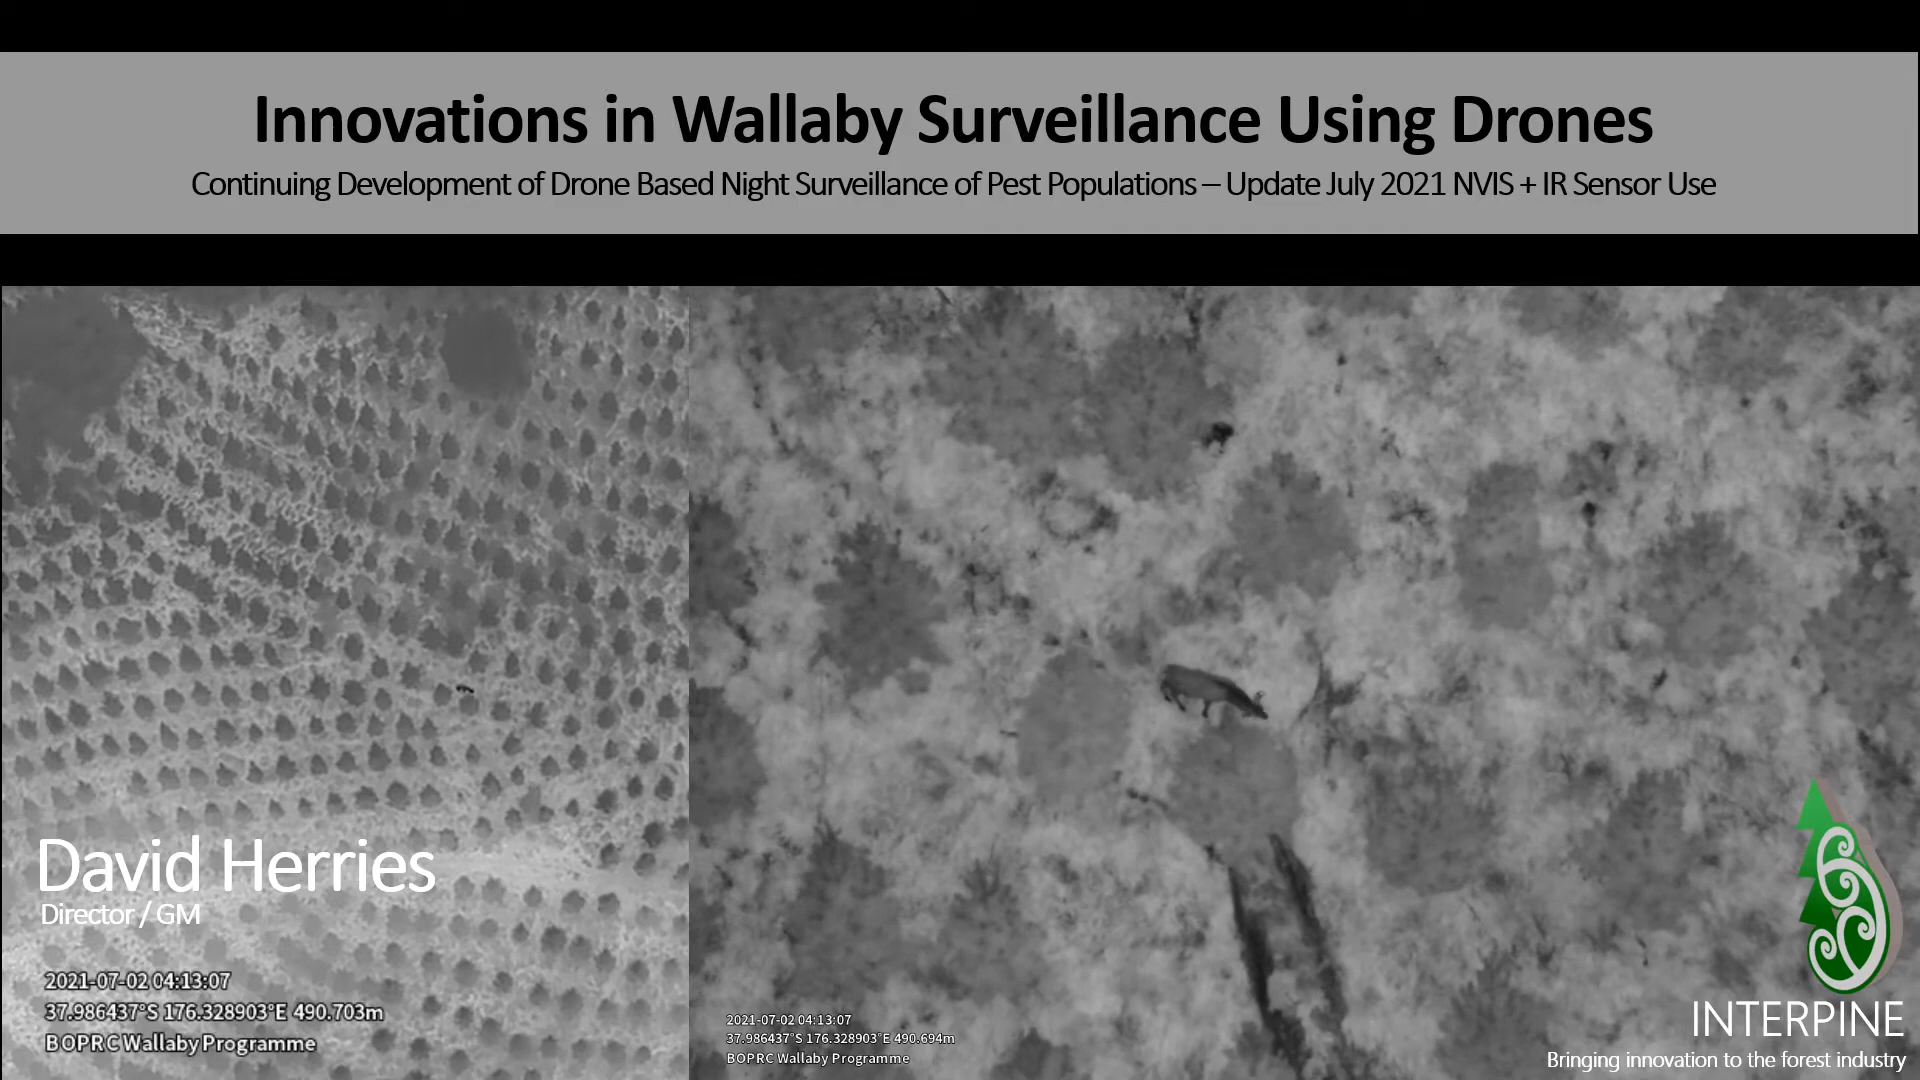 Innovations in Wallaby Surveillance Using Drones
Continuing Development of Drone Based Night Surveillance of Pest Populations – Update July 2021 NVIS + IR Sensor Use
David Herries
Director / GM
2021-07-02 04:13:07
37.986437°S 176.328903°E 490.703m
BOPRC Wallaby Programme
2021-07-02 04:13:07
37.986437°S 176.328903°E 490.694m
BOPRC Wallaby Programme
INTERPINE
Bringing innovation to the forest industry